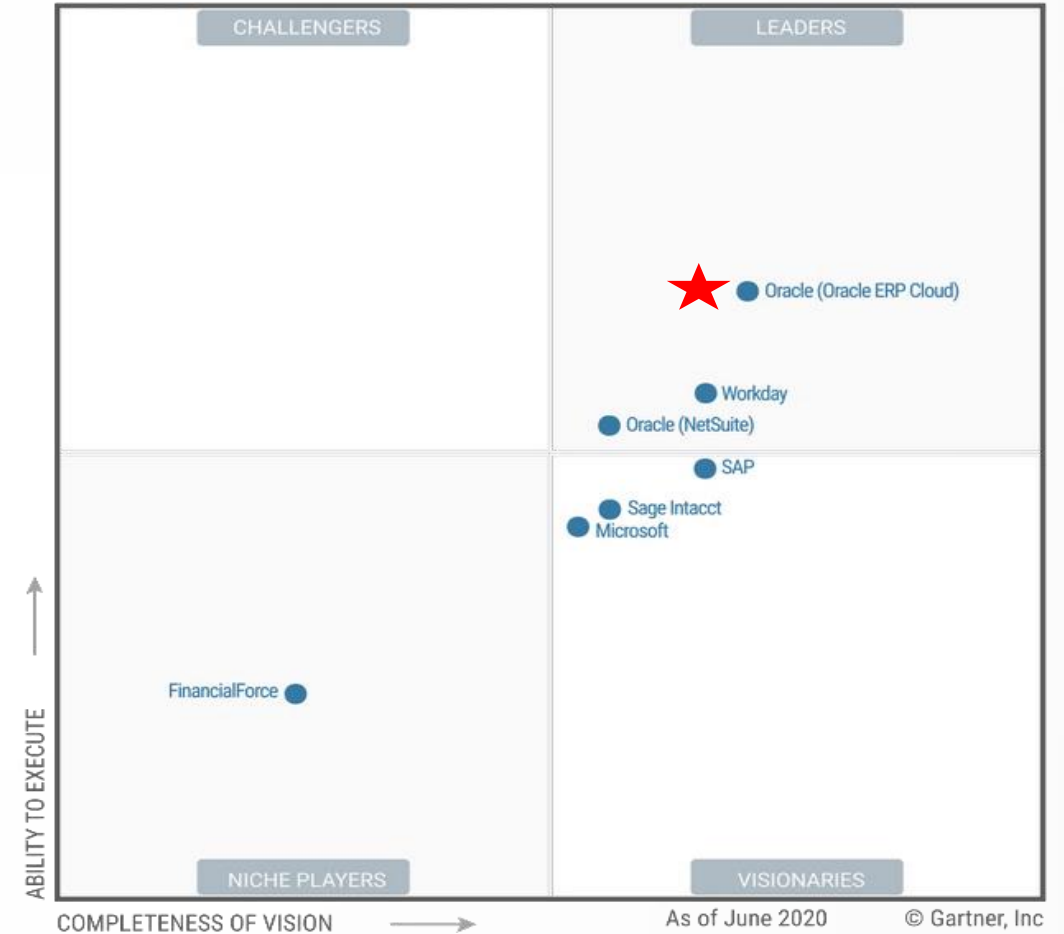 CHALLENGERS
LEADERS
Oracle (Oracle ERP Cloud)
Workday
Oracle (NetSuite)
SAP
Sage Intacct
Microsoft
FinancialForce
ABILITY TO EXECUTE
NICHE PLAYERS
VISIONARIES
COMPLETENESS OF VISION
As of June 2020
© Gartner, Inc